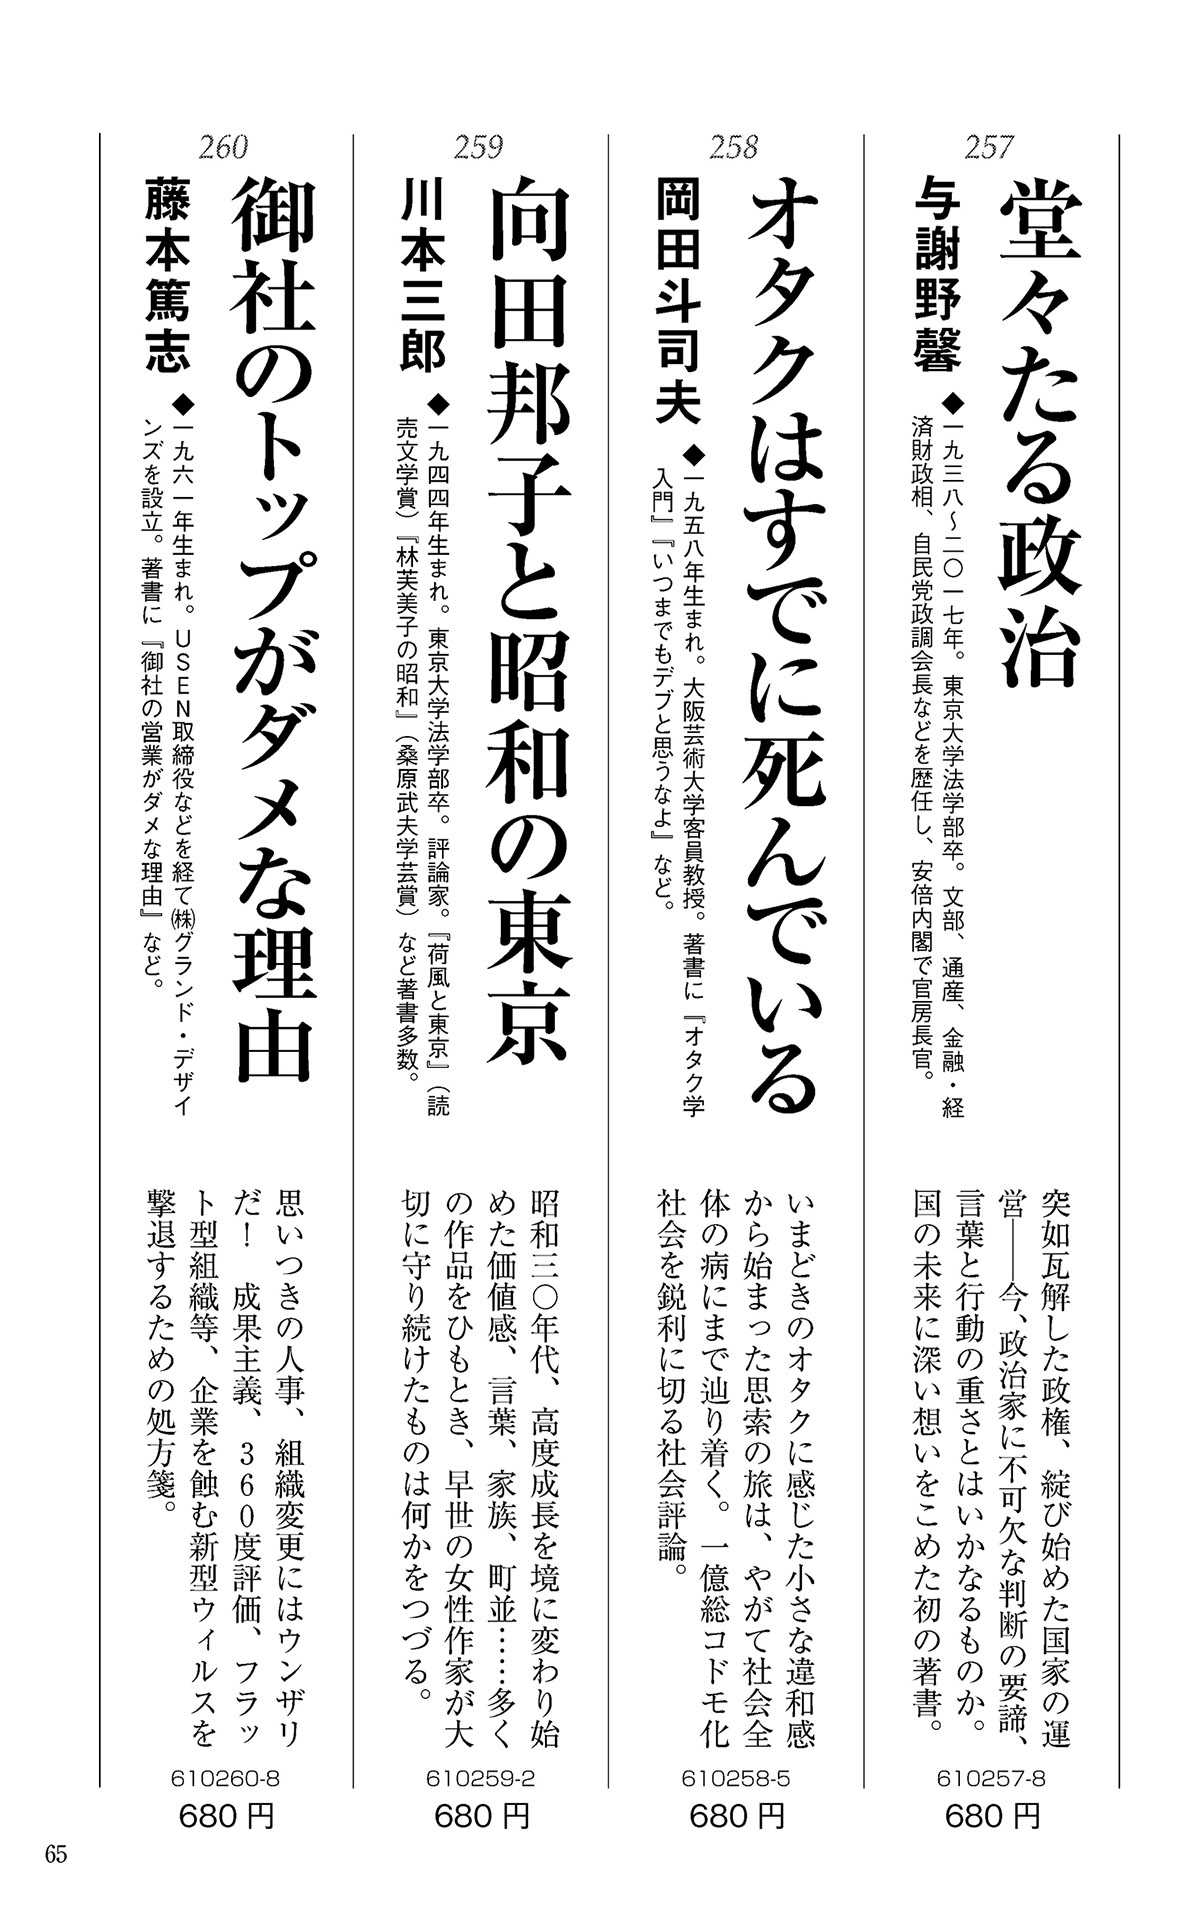 257
堂々たる政治
与謝野馨
◆一九三八〜二〇一七年。東京大学法学部卒。文部、通産、金融・経
済財政相、自民党政調会長などを歴任し、安倍内閣で官房長官。
突如瓦解した政権、綻び始めた国家の運
営――今、政治家に不可欠な判断の要諦、
言葉と行動の重さとはいかなるものか。
国の未来に深い想いをこめた初の著書。
610257-8
680円
258
オタクはすでに死んでいる
岡田斗司夫
◆一九五八年生まれ。大阪芸術大学客員教授。著書に『オタク学
入門』『いつまでもデブと思うなよ』など。
いまどきのオタクに感じた小さな違和感
から始まった思索の旅は、やがて社会全
体の病にまで辿り着く。一億総コドモ化
社会を鋭利に切る社会評論。
610258-5
680円
259
向田邦子と昭和の東京
川本三郎
◆一九四四年生まれ。東京大学法学部卒。評論家。『荷風と東京』（読
売文学賞）『林芙美子の昭和』（桑原武夫学芸賞）など著書多数。
昭和三〇年代、高度成長を境に変わり始
めた価値感、言葉、家族、町並……多く
の作品をひもとき、早世の女性作家が大
切に守り続けたものは何かをつづる。
610259-2
680円
260
御社のトップがダメな理由
藤本篤志
◆一九六一年生まれ。USEN取締役などを経て㈱グランド・デザイ
ンズを設立。著書に『御社の営業がダメな理由』など。
思いつきの人事、組織変更にはウンザリ
だ！　成果主義、360度評価、フラッ
ト型組織等、企業を蝕む新型ウィルスを
撃退するための処方箋。
610260-8
680円
65